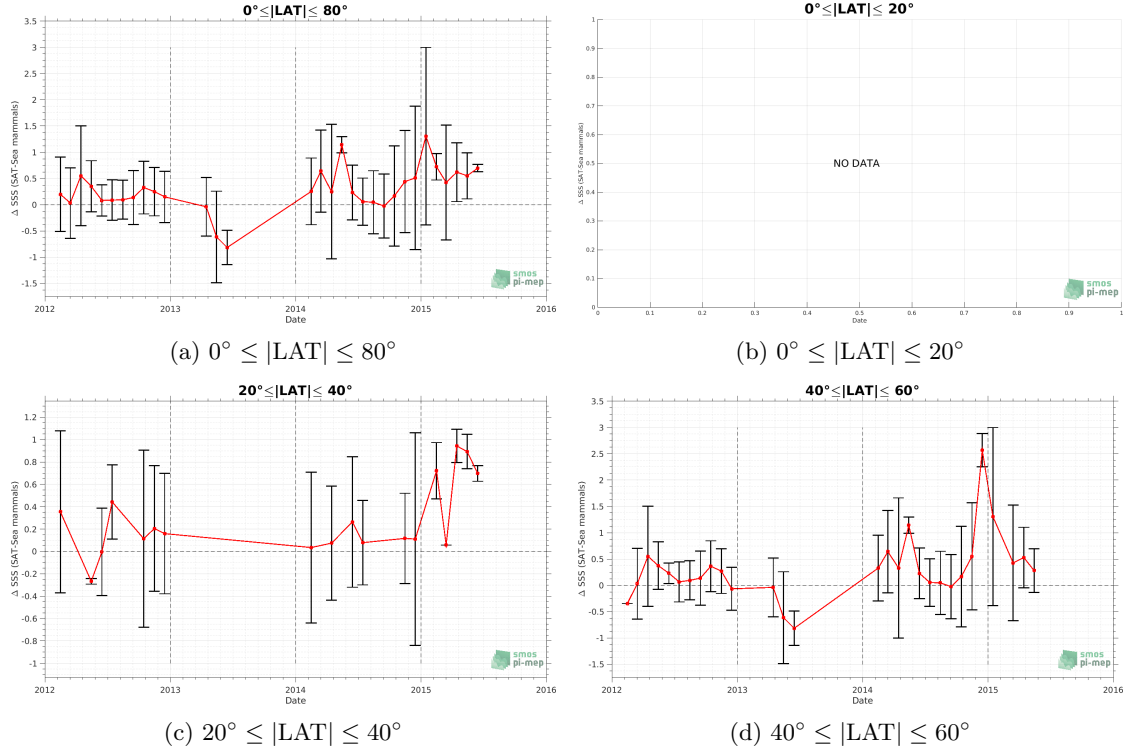 0°≤|LAT|≤ 80°
Δ SSS (SAT-Sea mammals)
3.5
3
2.5
2
1.5
1
0.5
0
-0.5
-1
-1.5
2012 2013 2014 2015 2016
Date
smos
pi-mep
(a) 0° ≤ |LAT| ≤ 80°
0°≤|LAT|≤ 20°
Δ SSS (SAT-Sea mammals)
1
0.9
0.8
0.7
0.6
0.5
0.4
0.3
0.2
0.1
0
NO DATA
0 0.1 0.2 0.3 0.4 0.5 0.6 0.7 0.8 0.9 1
Date
smos
pi-mep
(b) 0° ≤ |LAT| ≤ 20°
20°≤|LAT|≤ 40°
Δ SSS (SAT-Sea mammals)
1.2
1
0.8
0.6
0.4
0.2
0
-0.2
-0.4
-0.6
-0.8
-1
2012 2013 2014 2015 2016
Date
smos
pi-mep
(c) 20° ≤ |LAT| ≤ 40°
40°≤|LAT|≤ 60°
Δ SSS (SAT-Sea mammals)
3.5
3
2.5
2
1.5
1
0.5
0
-0.5
-1
-1.5
2012 2013 2014 2015 2016
Date
smos
pi-mep
(d) 40° ≤ |LAT| ≤ 60°